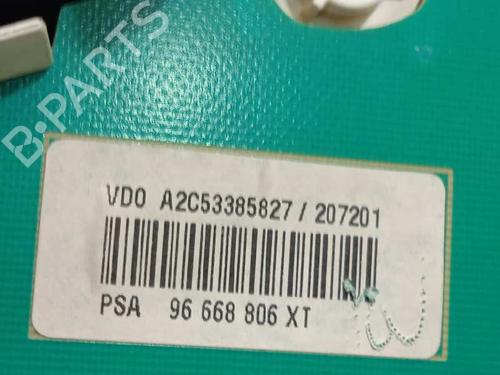 B-PARTS
VDO A2C53385827 / 207201
PSA 96 668 806 XT